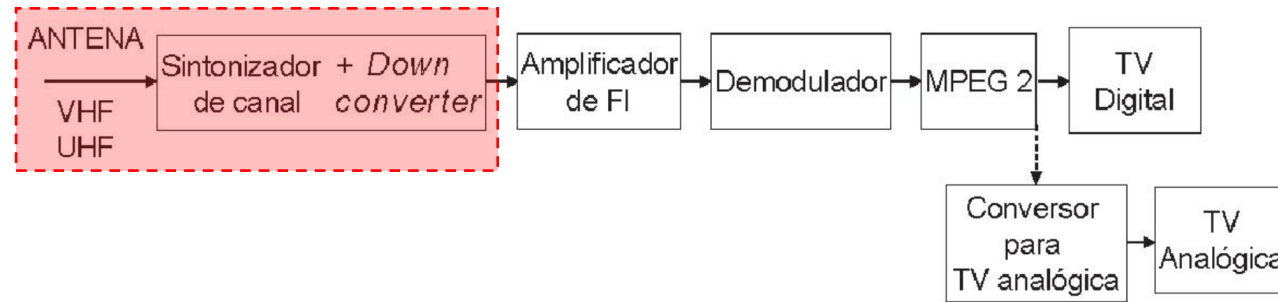 ANTENA
VHF
UHF
Sintonizador + Down
de canal converter
Amplificador
de FI
Demodulador
MPEG 2
TV
Digital
Conversor
para
TV analógica
TV
Analógica